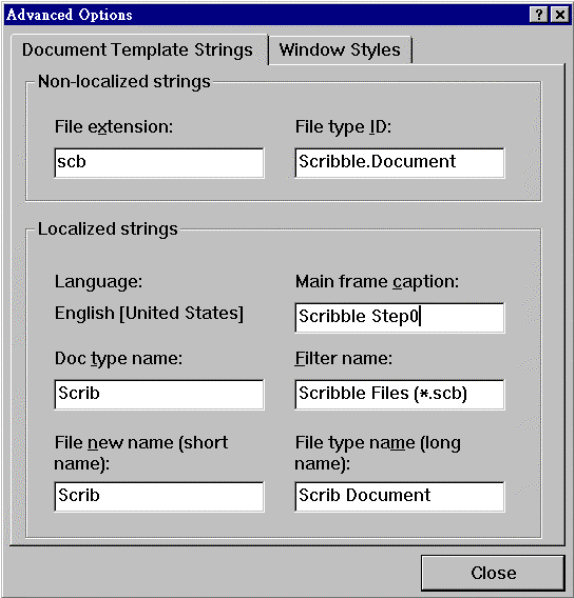 Advanced Options
Document Template Strings
Window Styles
Non-localized strings
File extension:
File type ID:
scb
Scribble.Document
Localized strings
Language:
Main frame caption:
English [United States]
Scribble Step0
Doc type name:
Filter name:
Scrib
Scribble Files (*.scb)
File new name (short
name):
File type name (long
name):
Scrib
Scrib Document
Close